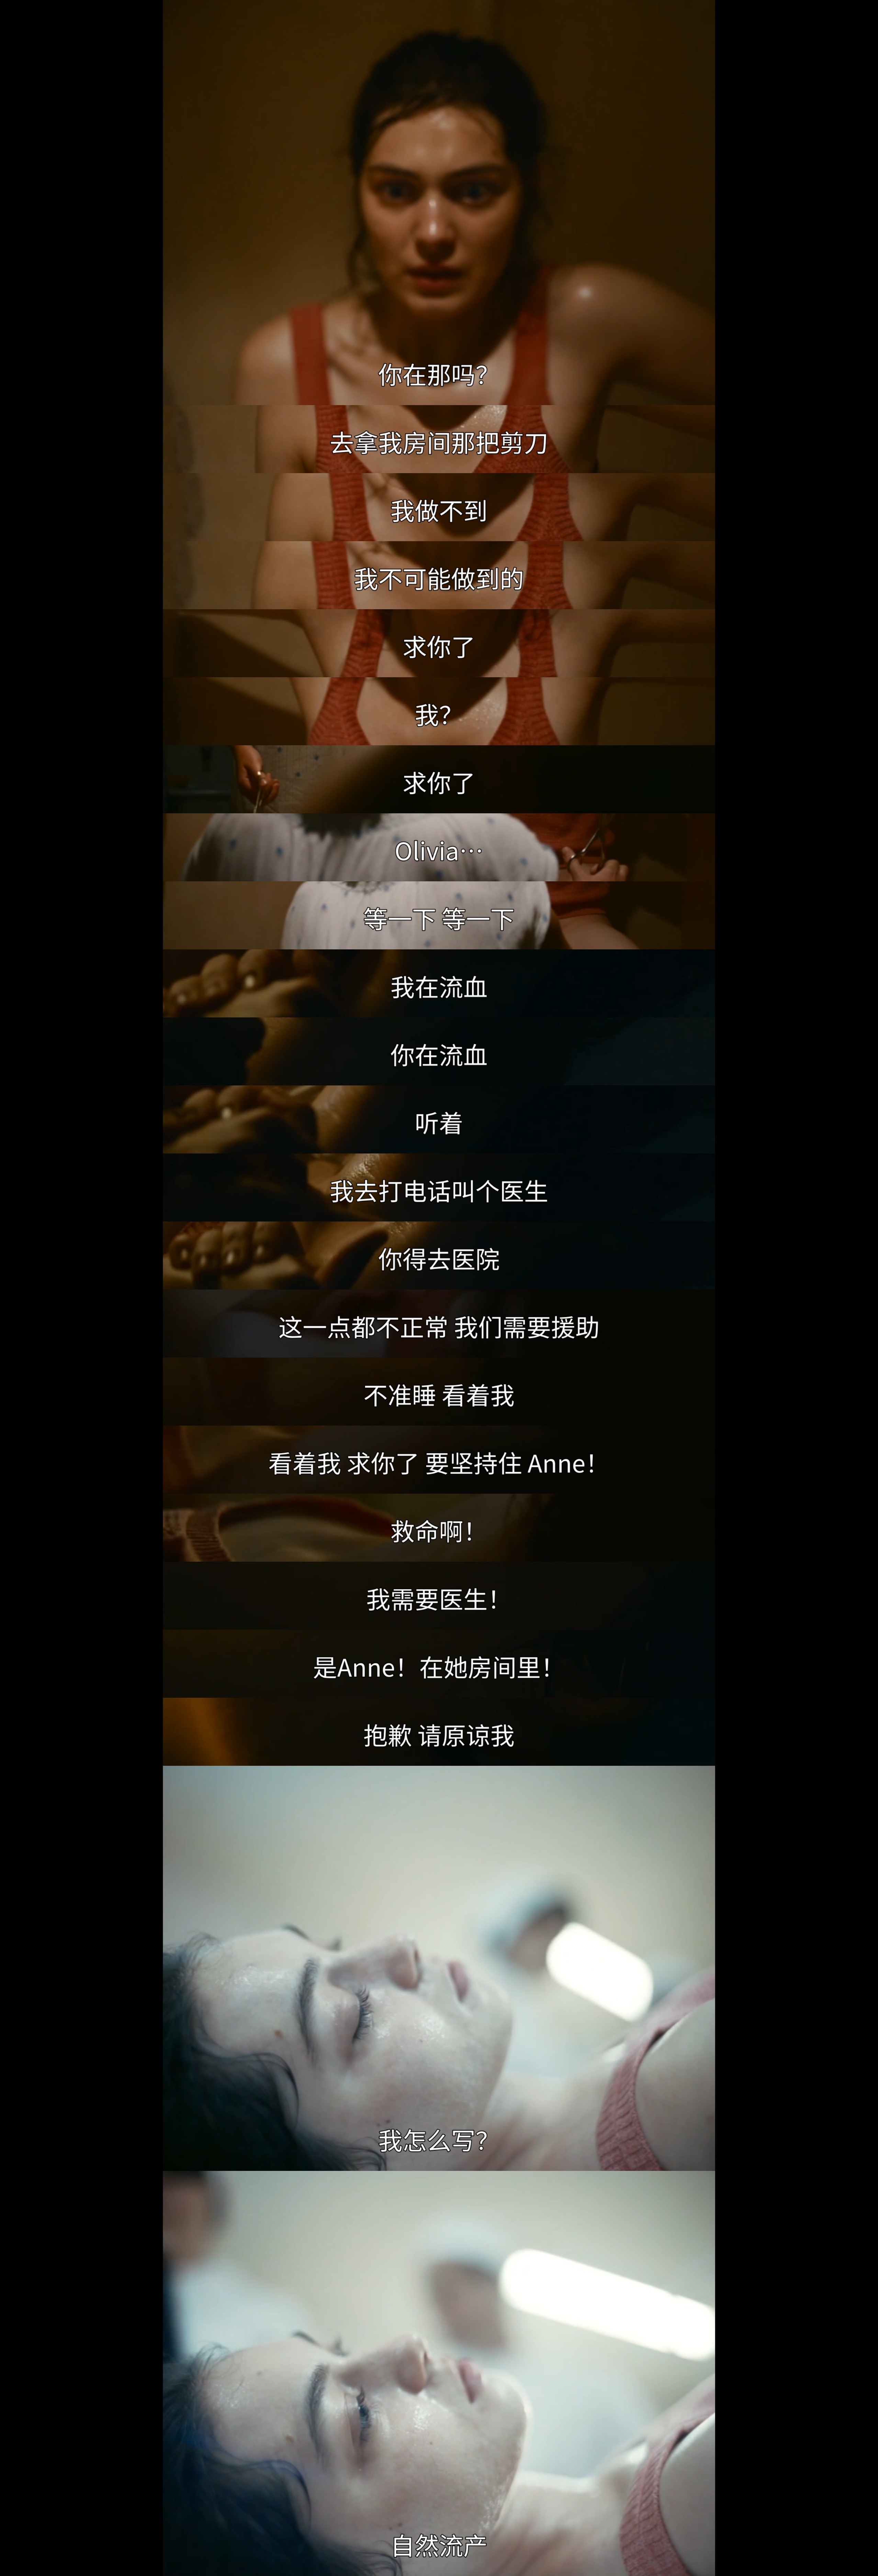 你在那吗？
去拿我房间那把剪刀
我做不到
我不可能做到的
求你了
我？
求你了
Olivia…
等一下 等一下
我在流血
你在流血
听着
我去打电话叫个医生
你得去医院
这一点都不正常 我们需要援助
不准睡 看着我
看着我 求你了 要坚持住 Anne！
救命啊！
我需要医生！
是Anne！在她房间里！
抱歉 请原谅我
我怎么写？
自然流产